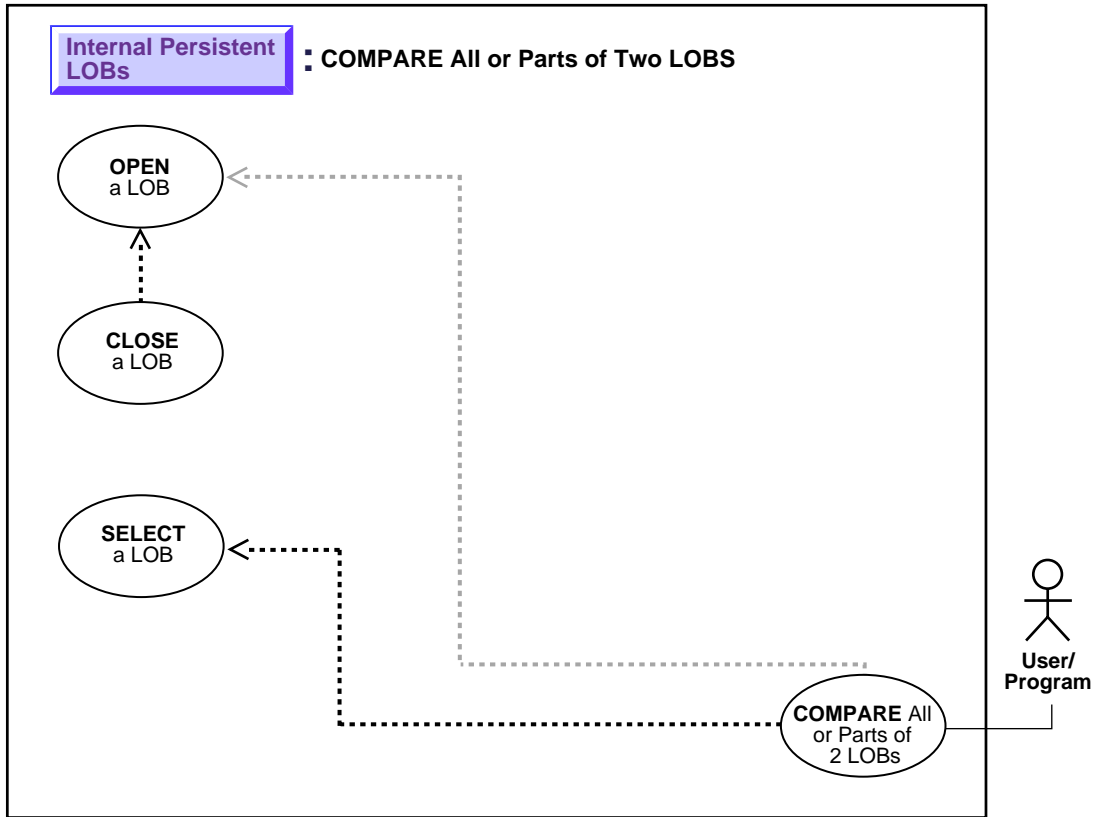 Internal Persistent
LOBs
: COMPARE All or Parts of Two LOBS
OPEN
a LOB
CLOSE
a LOB
SELECT
a LOB
User/
Program
COMPARE All
or Parts of
2 LOBs